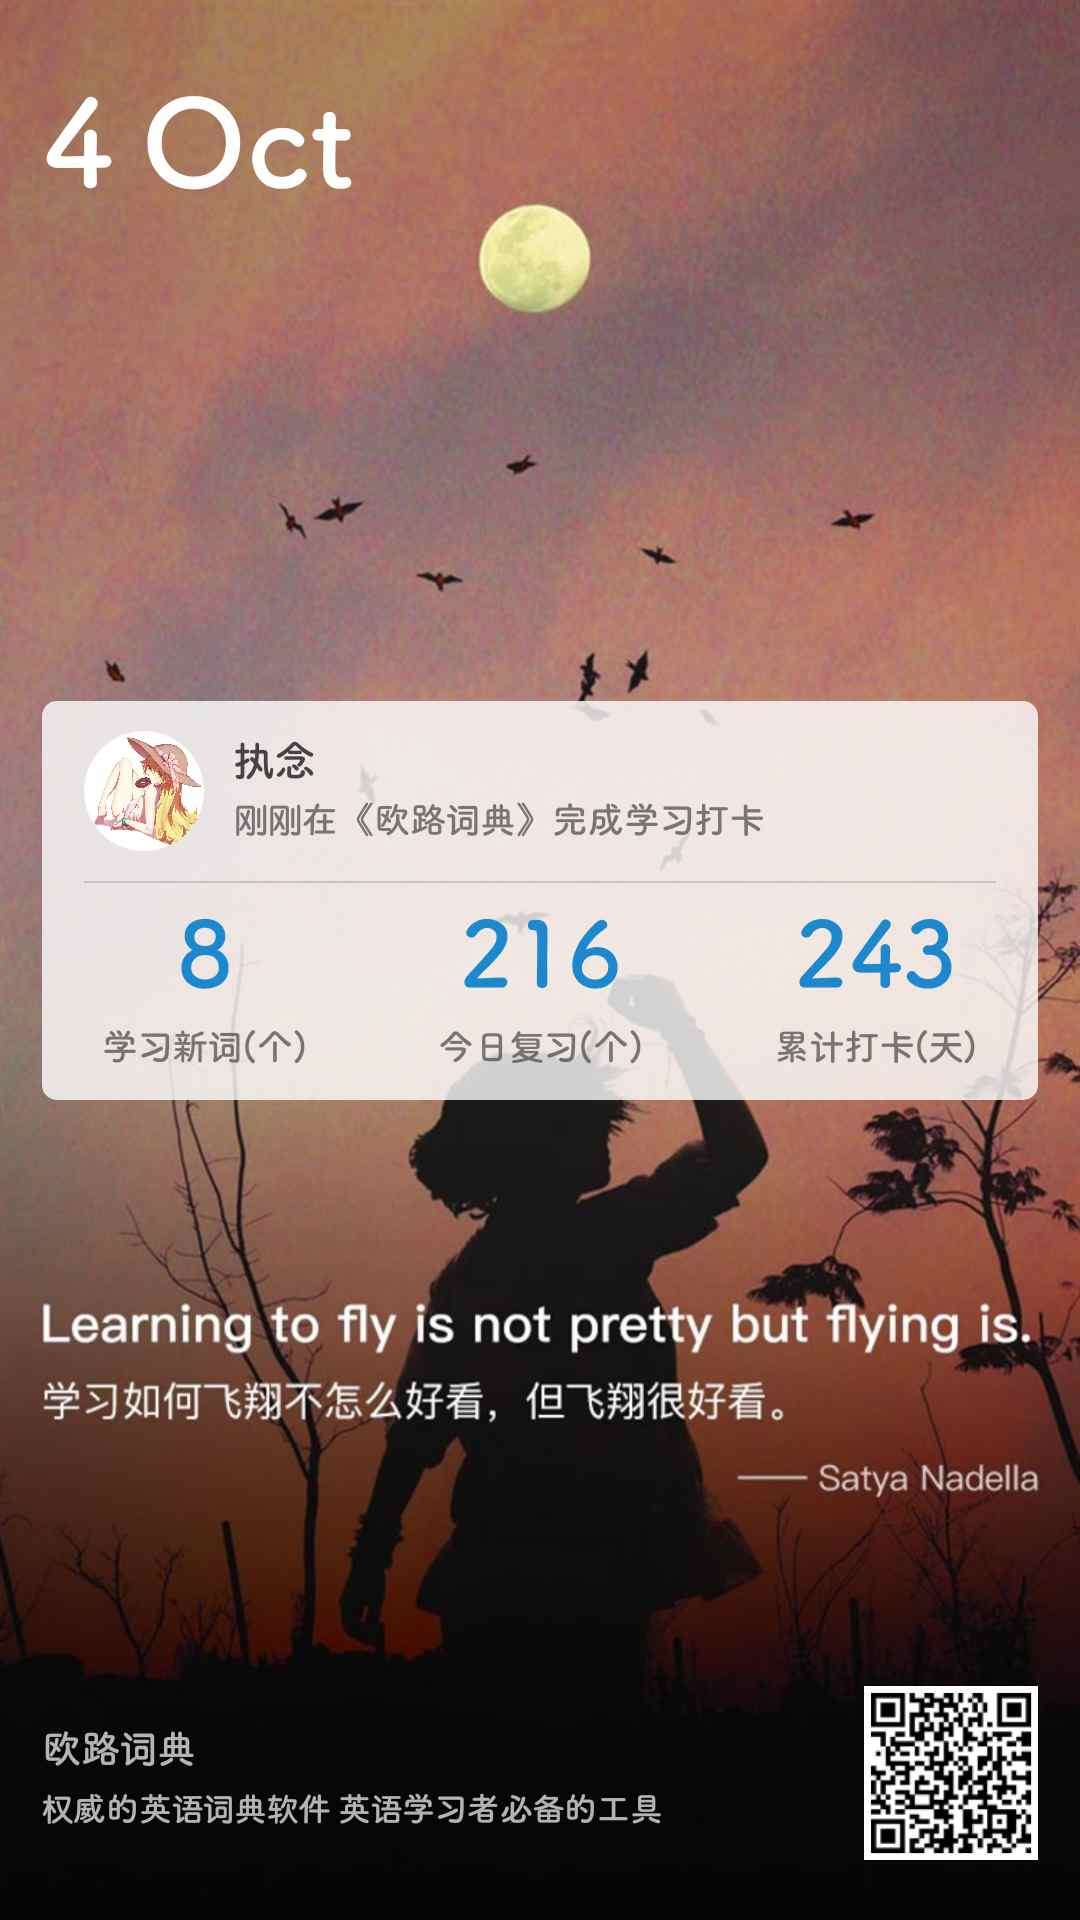 4 Oct
执念
刚刚在《欧路词典》完成学习打卡
8 216 243
学习新词(个) 今日复习(个) 累计打卡(天)
Learning to fly is not pretty but flying is.
学习如何飞翔不怎么好看，但飞翔很好看。
—— Satya Nadella
欧路词典
权威的英语词典软件 英语学习者必备的工具